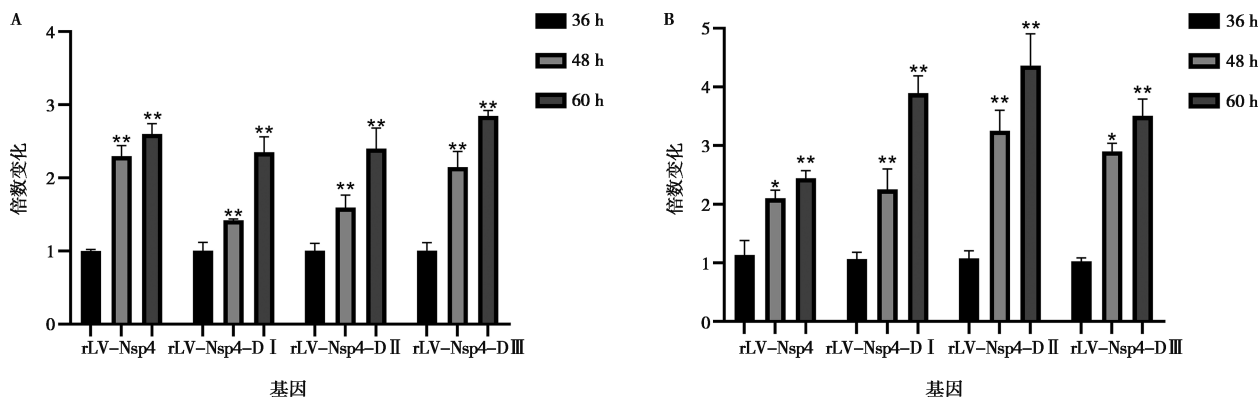 A
36 h
48 h
60 h
倍数变化
4
3
2
1
0
** ** ** ** ** ** ** **
rLV-Nsp4 rLV-Nsp4-DⅠ rLV-Nsp4-DⅡ rLV-Nsp4-DⅢ
基因
B
36 h
48 h
60 h
倍数变化
5
4
3
2
1
0
* ** ** ** ** ** * **
rLV-Nsp4 rLV-Nsp4-DⅠ rLV-Nsp4-DⅡ rLV-Nsp4-DⅢ
基因